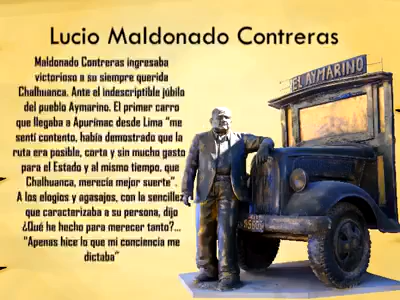 Lucio Maldonado Contreras
Maldonado Contreras ingresaba
victorioso a su siempre querida
Chalhuanca. Ante el indescriptible júbilo
del pueblo Aymarino. El primer carro
que llegaba a Apurímac desde Lima "me
sentí contento, había demostrado que la
ruta era posible, corta y sin mucho gasto
para el Estado y al mismo tiempo, que
Chalhuanca, merecía mejor suerte".
A los elogios y agasajos, con la sencillez
que caracterizaba a su persona, dijo
¿Qué he hecho para merecer tanto?...
"Apenas hice lo que mi conciencia me
dictaba"
EL AYMARINO